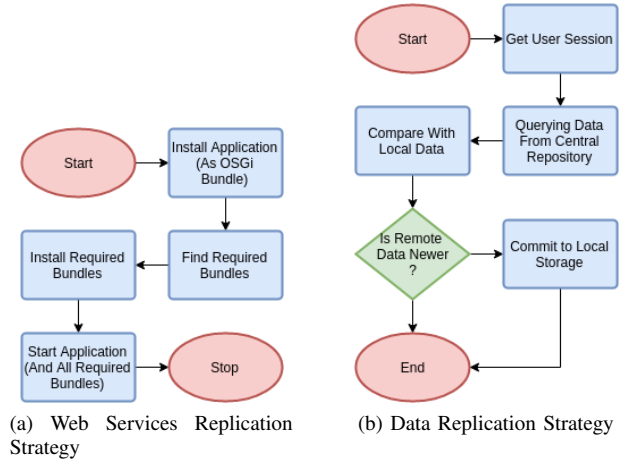 Start
Install Application
(As OSGi
Bundle)
Find Required
Bundles
Install Required
Bundles
Start Application
(And All Required
Bundles)
Stop
(a) Web Services Replication
Strategy
Start
Get User Session
Querying Data
From Central
Repository
Compare With
Local Data
Is Remote
Data Newer
?
Commit to Local
Storage
End
(b) Data Replication Strategy